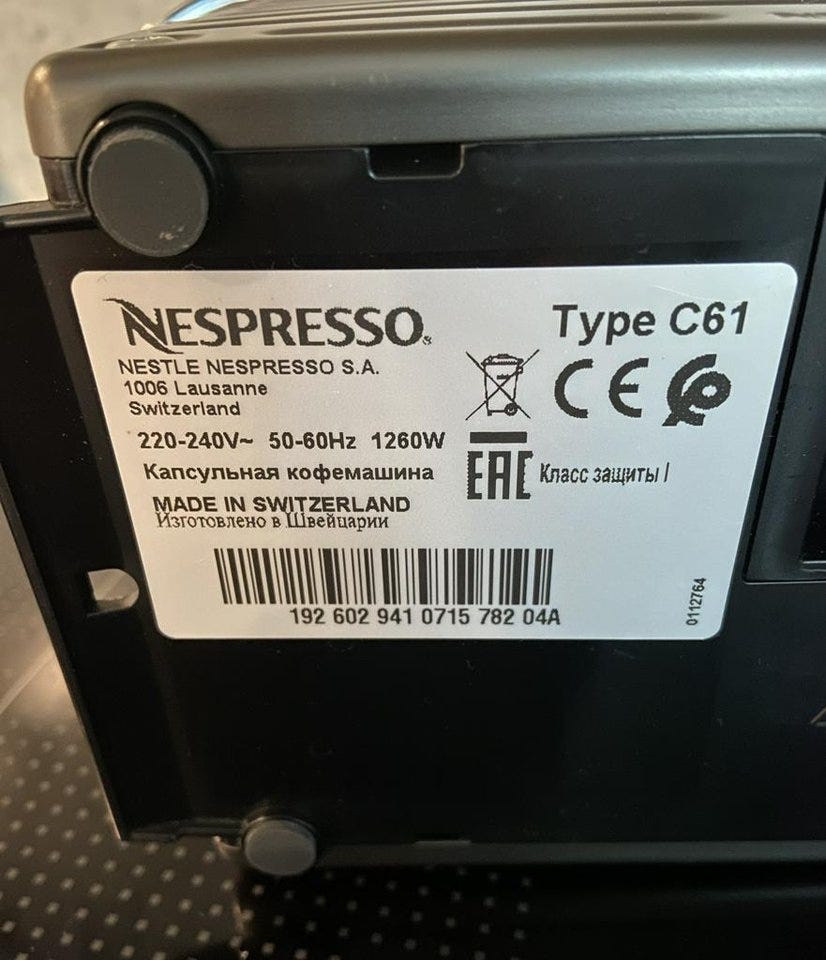 NESPRESSO®
Type C61
NESTLE NESPRESSO S.A.
1006 Lausanne
Switzerland
CE
220-240V~ 50-60Hz 1260W
Капсульная кофемашина
EAC Класс защиты I
MADE IN SWITZERLAND
Изготовлено в Швейцарии
192 602 941 0715 782 04A
0112764